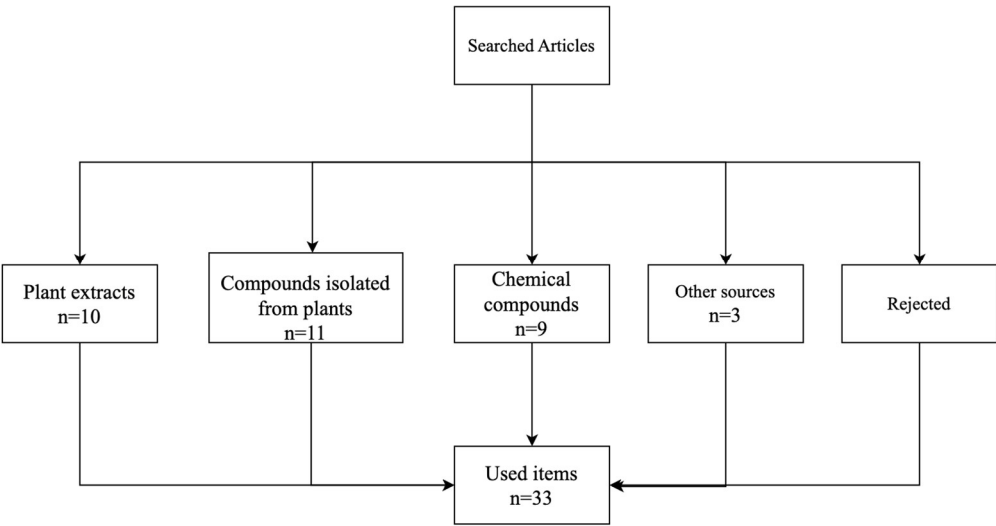 Searched Articles
Plant extracts
n=10
Compounds isolated
from plants
n=11
Chemical
compounds
n=9
Other sources
n=3
Rejected
Used items
n=33